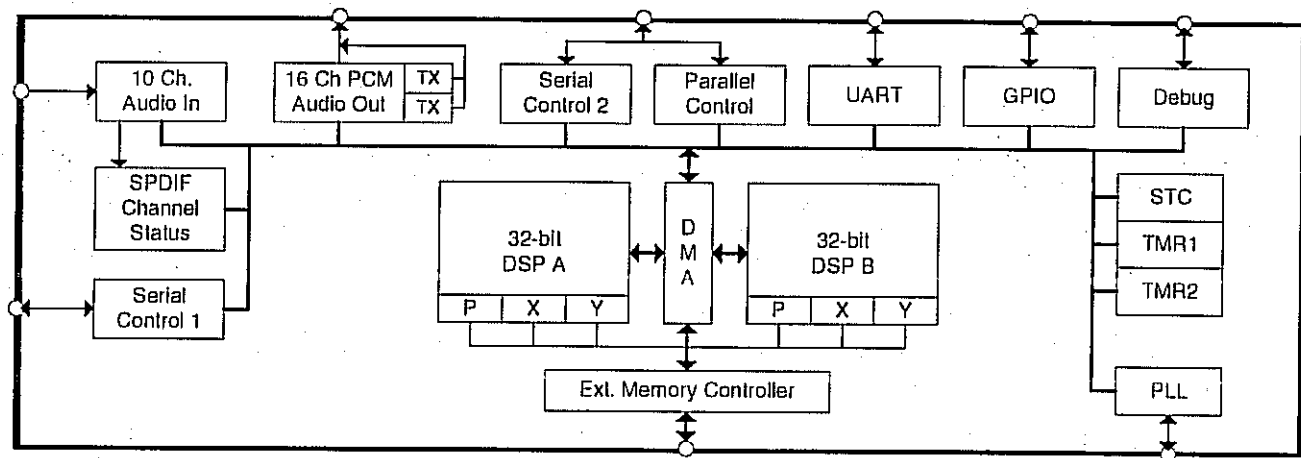 10 Ch.
Audio In
16 Ch PCM
Audio Out
TX
TX
Serial
Control 2
Parallel
Control
UART
GPIO
Debug
SPDIF
Channel
Status
Serial
Control 1
32-bit
DSP A
P X Y
D
M
A
32-bit
DSP B
P X Y
STC
TMR1
TMR2
Ext. Memory Controller
PLL